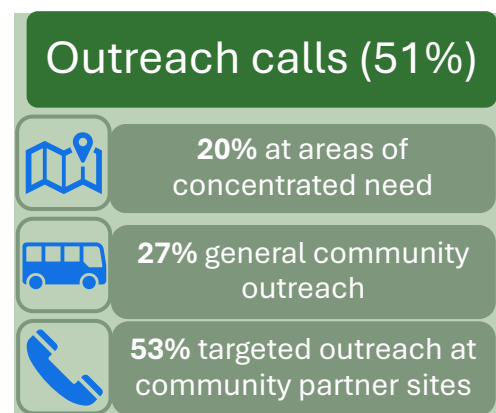 Outreach calls (51%)
20% at areas of
concentrated need
27% general community
outreach
53% targeted outreach at
community partner sites